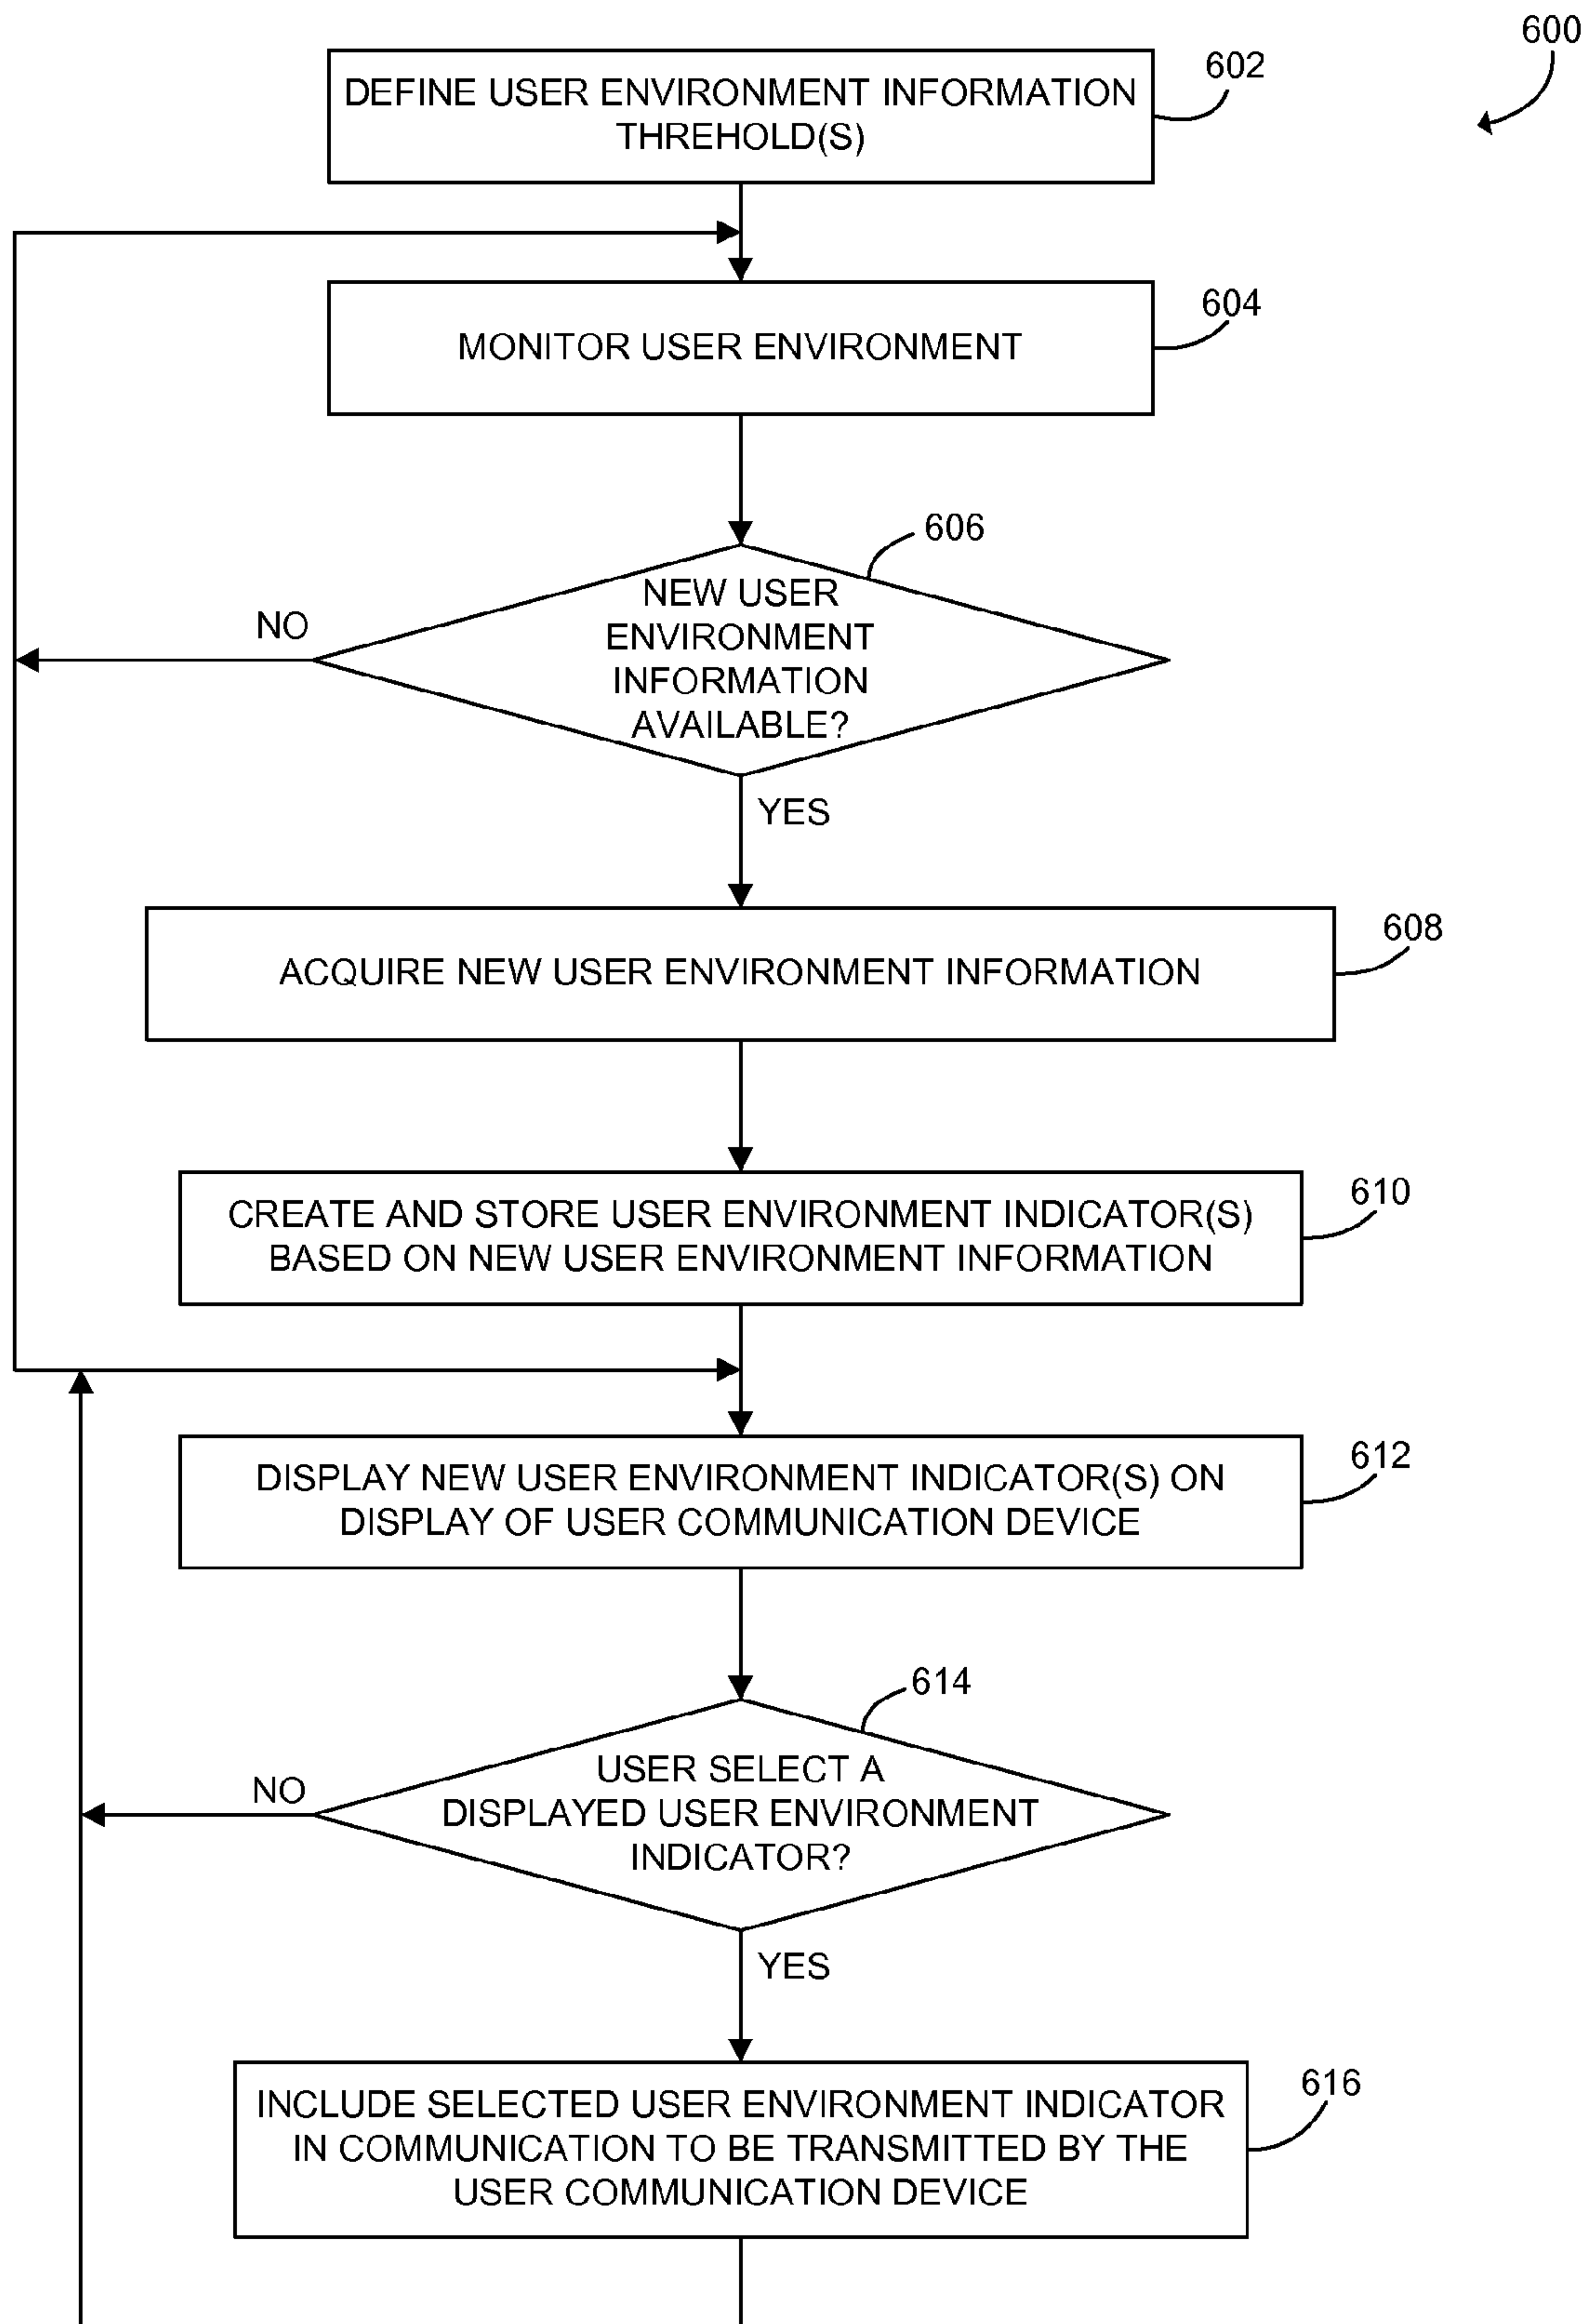 600
DEFINE USER ENVIRONMENT INFORMATION
THREHOLD(S)
602
MONITOR USER ENVIRONMENT
604
606
NEW USER
ENVIRONMENT
INFORMATION
AVAILABLE?
NO
YES
ACQUIRE NEW USER ENVIRONMENT INFORMATION
608
CREATE AND STORE USER ENVIRONMENT INDICATOR(S)
BASED ON NEW USER ENVIRONMENT INFORMATION
610
DISPLAY NEW USER ENVIRONMENT INDICATOR(S) ON
DISPLAY OF USER COMMUNICATION DEVICE
612
614
USER SELECT A
DISPLAYED USER ENVIRONMENT
INDICATOR?
NO
YES
INCLUDE SELECTED USER ENVIRONMENT INDICATOR
IN COMMUNICATION TO BE TRANSMITTED BY THE
USER COMMUNICATION DEVICE
616